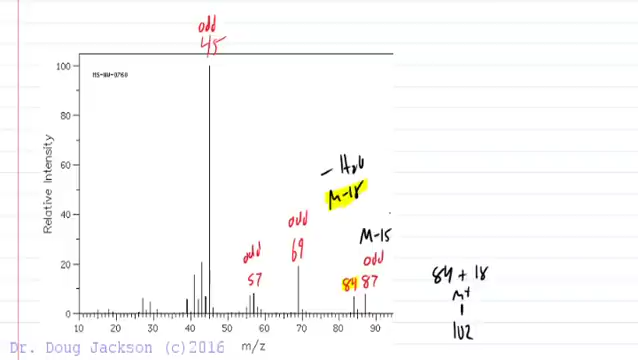 odd
45
MS-NW-0760
100
80
60
40
20
0
Relative Intensity
10 20 30 40 50 60 70 80 90
m/z
- H2O
M-18
odd
69
odd
57
M-15
odd
84 87
84 + 18
M+
102
Dr. Doug Jackson (c)2016